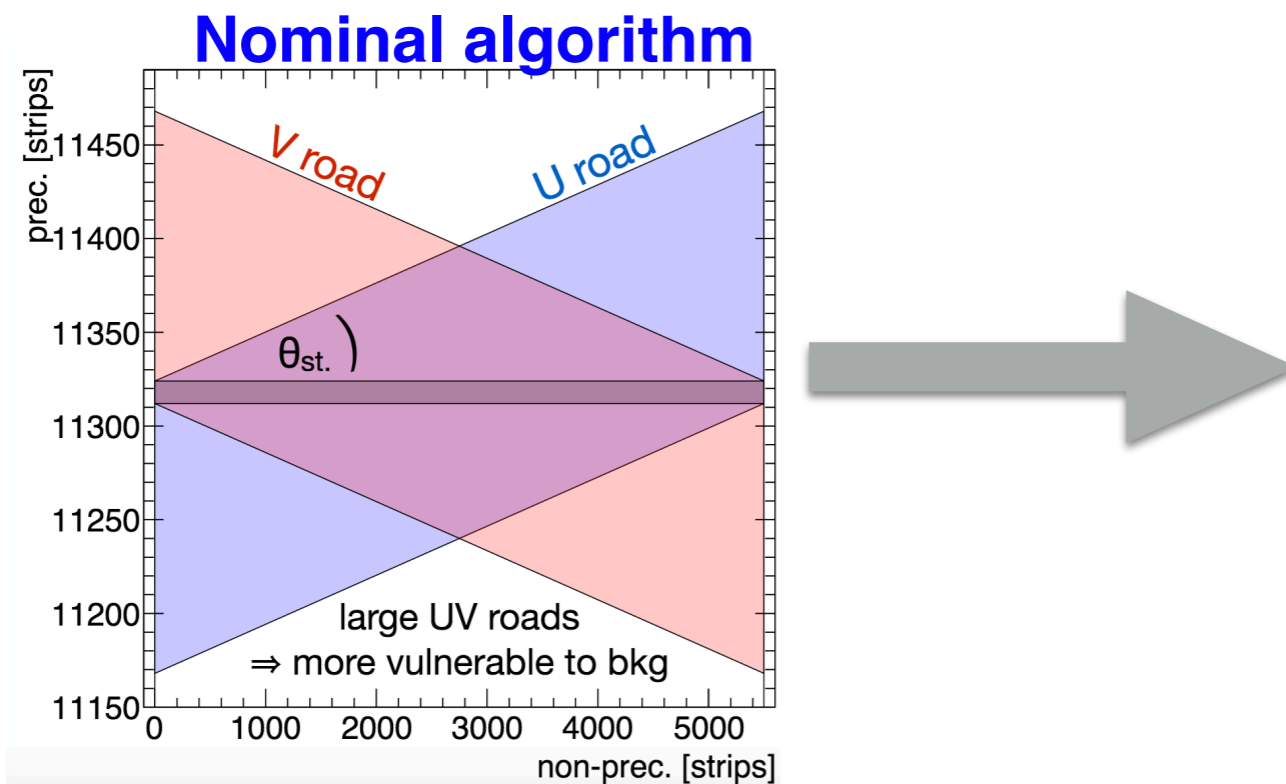 Nominal algorithm
prec. [strips]
11450
11400
11350
11300
11250
11200
11150
V road
U road
θst.
large UV roads
⇒ more vulnerable to bkg
0 1000 2000 3000 4000 5000
non-prec. [strips]